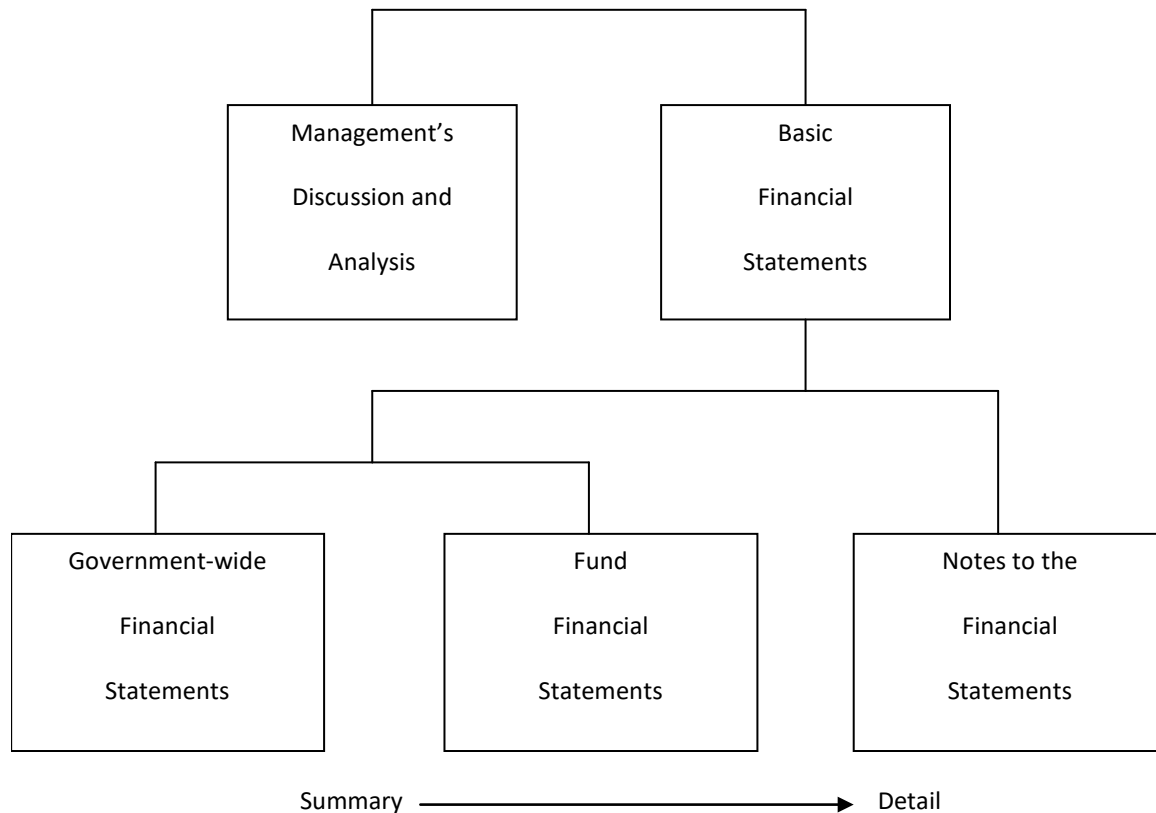 Management’s
Discussion and
Analysis
Basic
Financial
Statements
Government-wide
Financial
Statements
Fund
Financial
Statements
Notes to the
Financial
Statements
Summary
Detail